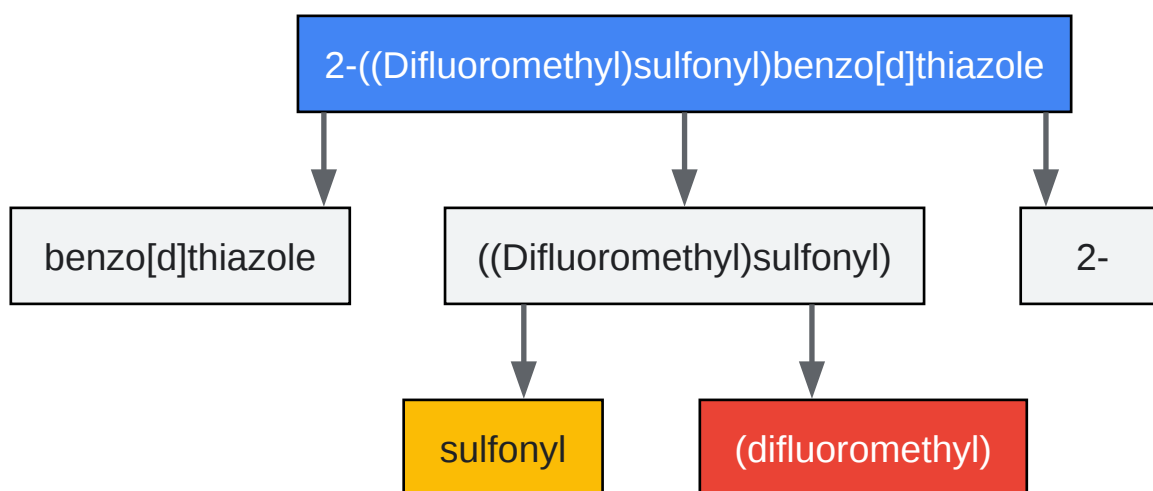 2-((Difluoromethyl)sulfonyl)benzo[d]thiazole
benzo[d]thiazole
((Difluoromethyl)sulfonyl)
2-
sulfonyl
(difluoromethyl)